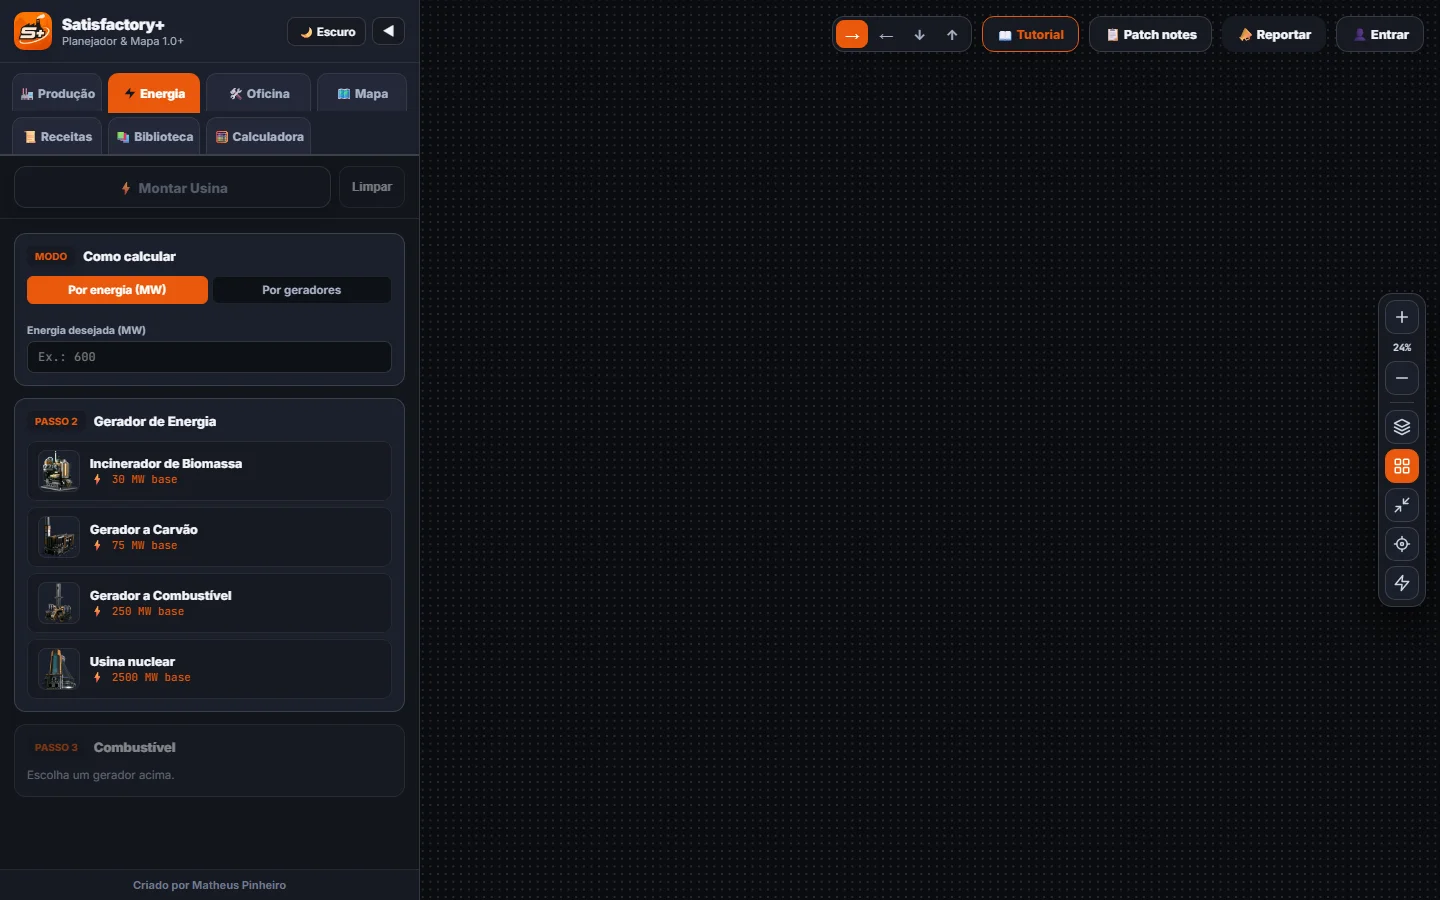 Satisfactory+
Planejador & Mapa 1.0+
Escuro
Produção
Energia
Oficina
Mapa
Receitas
Biblioteca
Calculadora
Montar Usina
Limpar
MODO Como calcular
Por energia (MW)
Por geradores
Energia desejada (MW)
Ex.: 600
PASSO 2 Gerador de Energia
Incinerador de Biomassa
30 MW base
Gerador a Carvão
75 MW base
Gerador a Combustível
250 MW base
Usina nuclear
2500 MW base
PASSO 3 Combustível
Escolha um gerador acima.
Criado por Matheus Pinheiro
Tutorial
Patch notes
Reportar
Entrar
24%